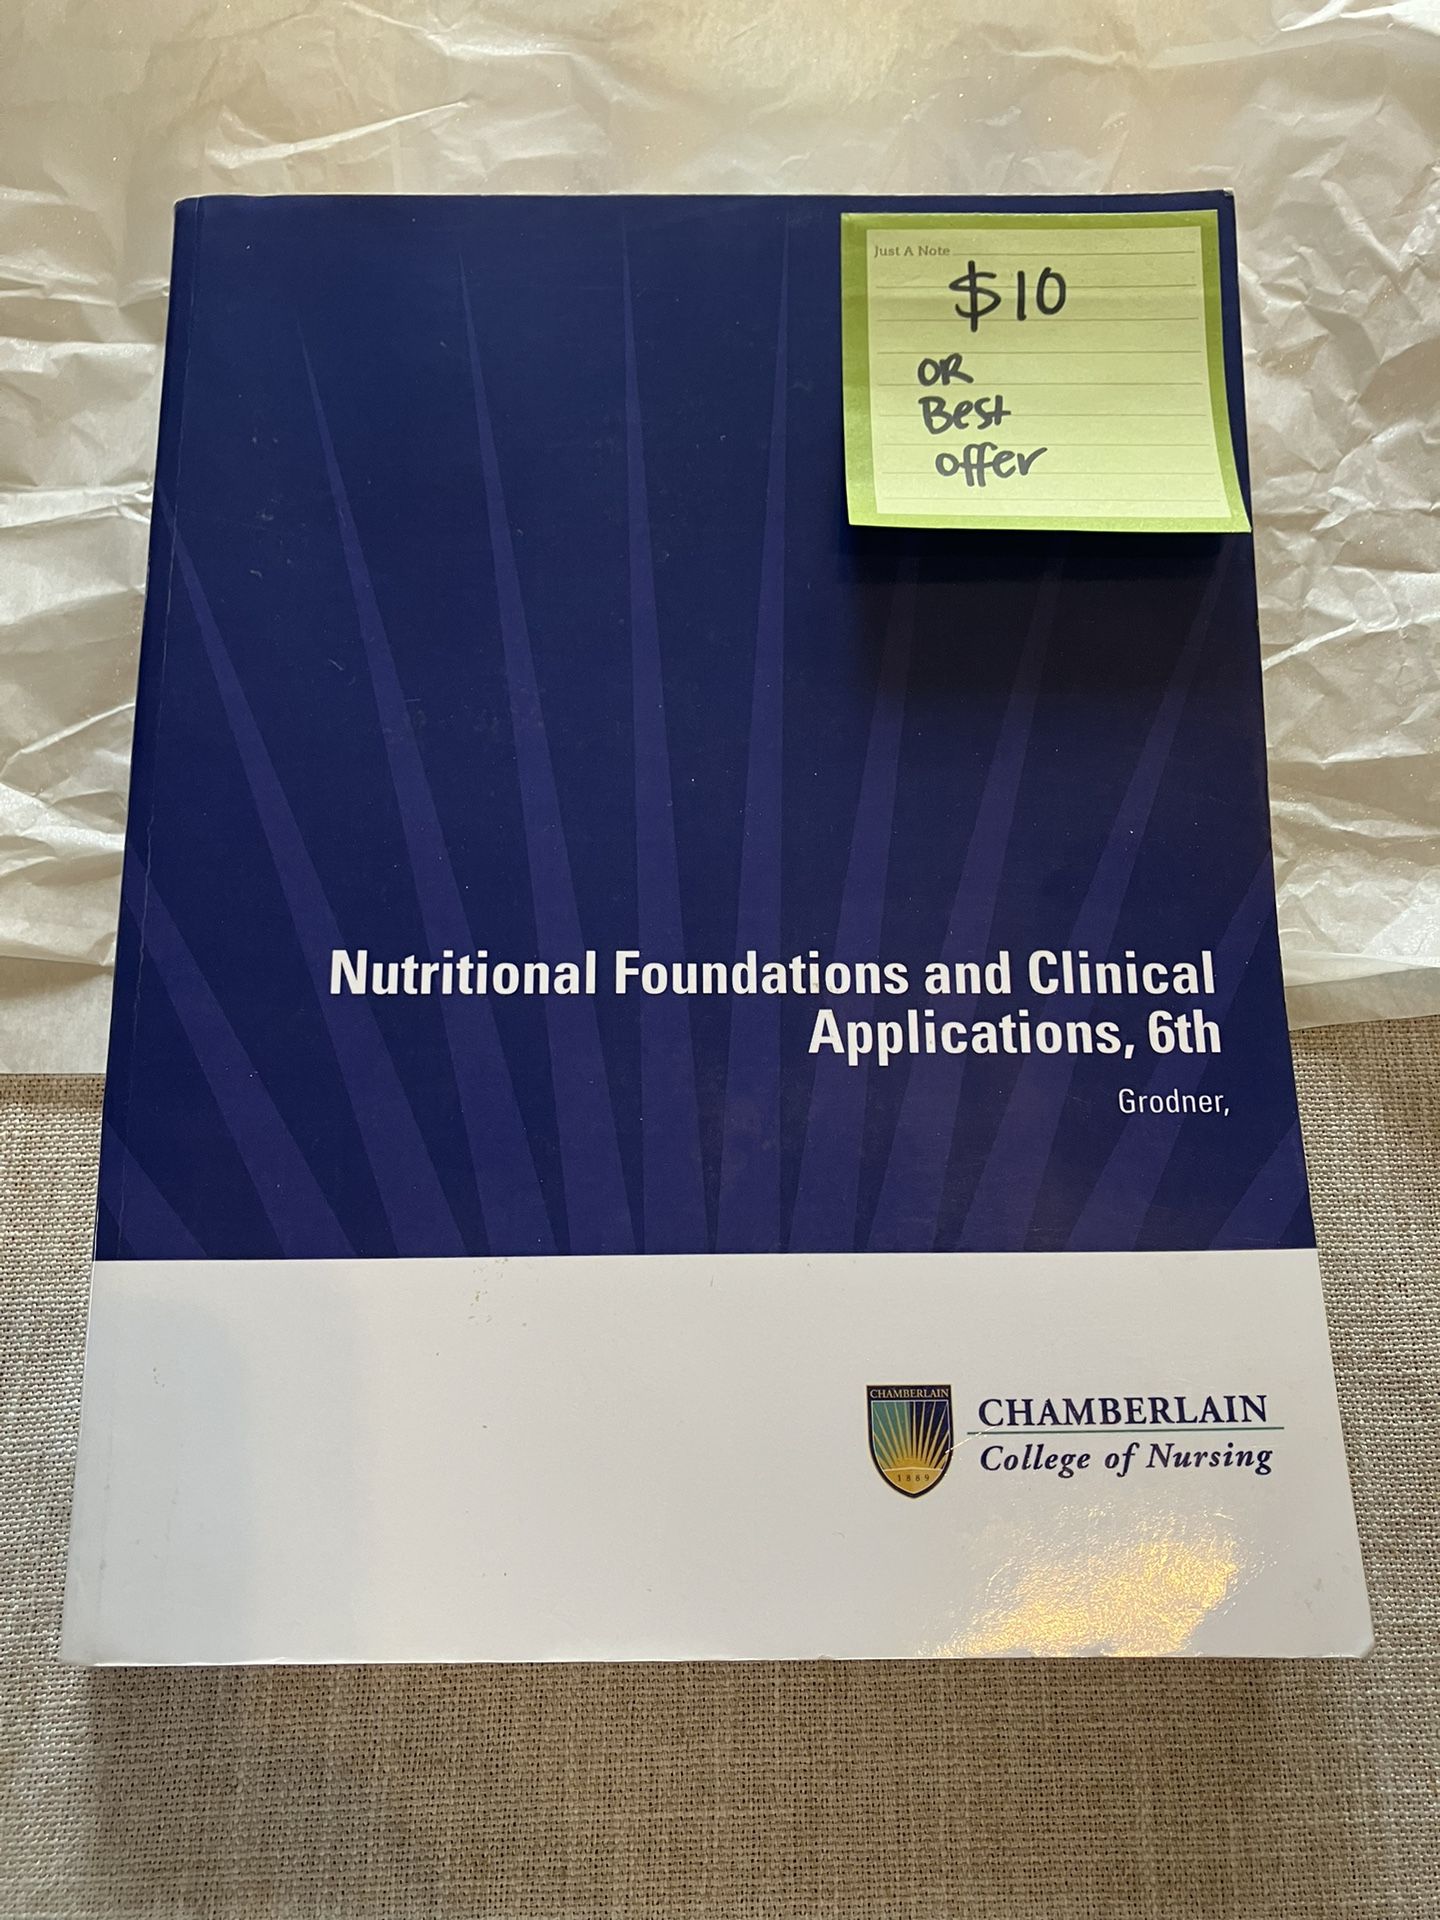 Just A Note
$10
OR
Best
offer
Nutritional Foundations and Clinical
Applications, 6th
Grodner,
CHAMBERLAIN
1889
CHAMBERLAIN
College of Nursing